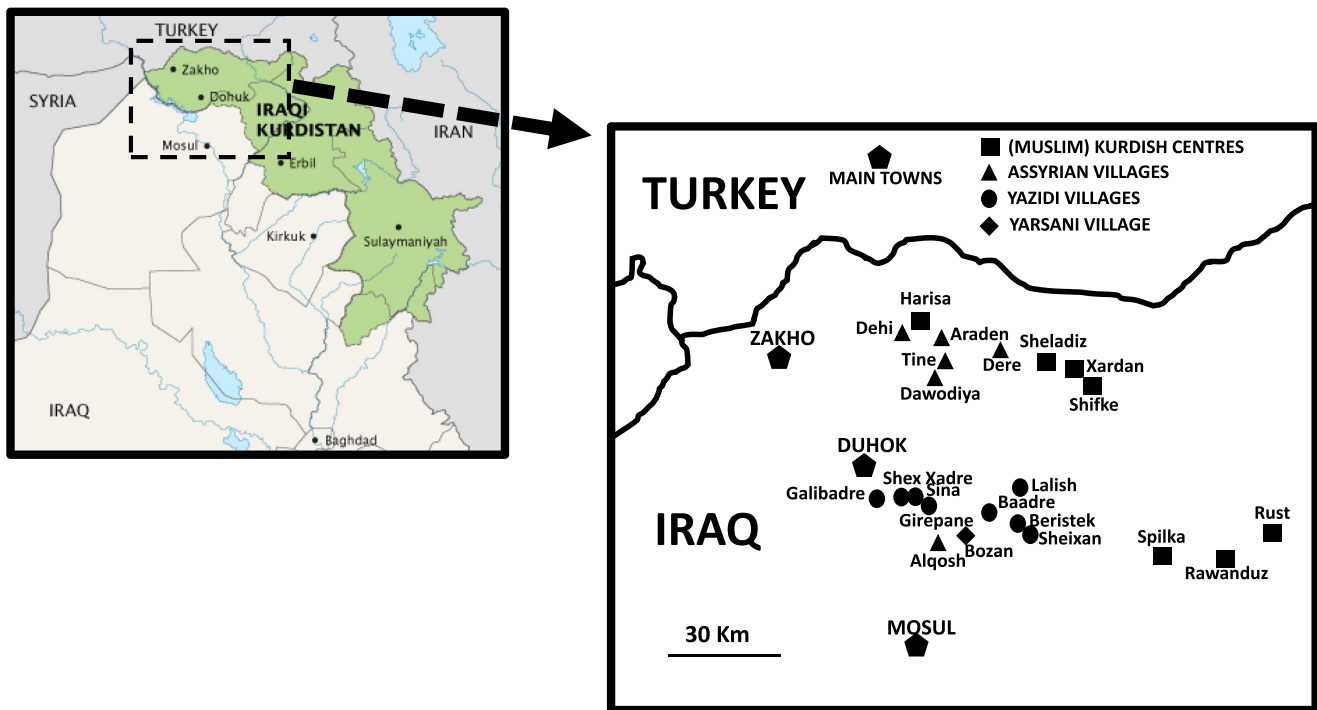 TURKEY
Zakho
Dohuk
SYRIA
IRAQI
KURDISTAN
IRAN
Mosul
Erbil
Kirkuk
Sulaymaniyah
IRAQ
Baghdad
MAIN TOWNS
(MUSLIM) KURDISH CENTRES
ASSYRIAN VILLAGES
YAZIDI VILLAGES
YARSANI VILLAGE
TURKEY
Harisa
Dehi
Araden
ZAKHO
Sheladiz
Tine
Dere
Xardan
Dawodiya
Shifke
DUHOK
Shex Xadre
Galibadre
Sina
Lalish
Baadre
Girepane
Beristek
IRAQ
Rust
Sheixan
Spilka
Bozan
Alqosh
Rawanduz
30 Km
MOSUL